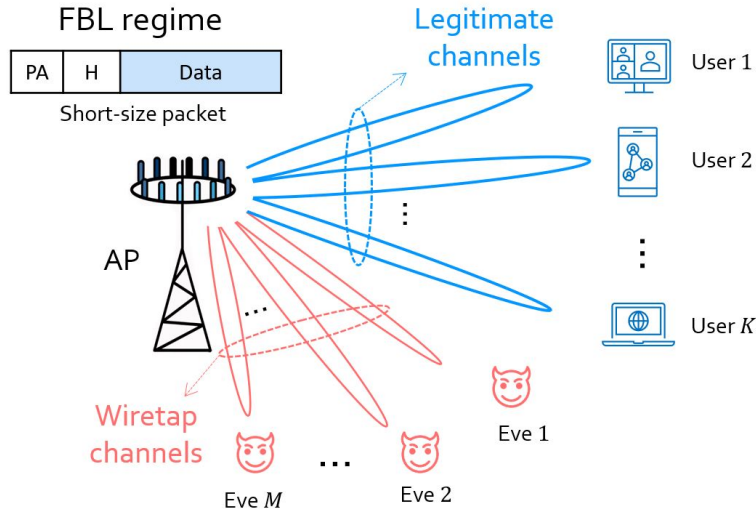 FBL regime
PA H Data
Short-size packet
Legitimate
channels
User 1
User 2
⋮
⋮
AP
User K
...
Wiretap
channels
Eve 1
Eve M
...
Eve 2